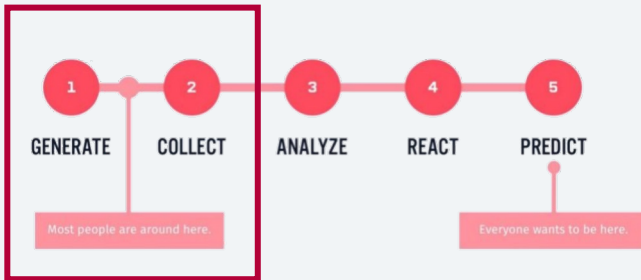 1 2 3 4 5
GENERATE COLLECT ANALYZE REACT PREDICT
Most people are around here. Everyone wants to be here.